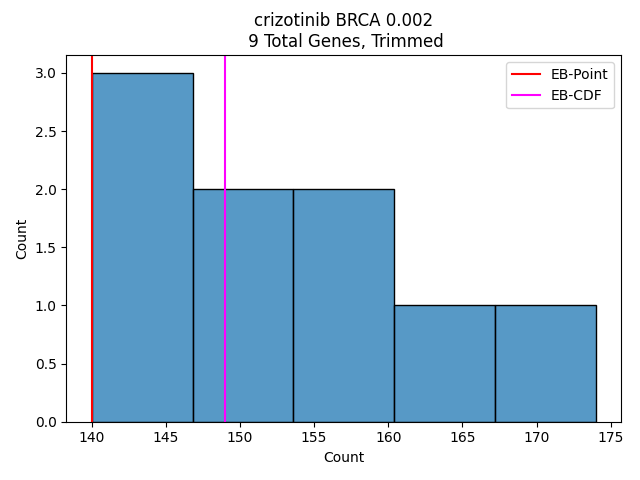 crizotinib BRCA 0.002
9 Total Genes, Trimmed
EB-Point
EB-CDF
3.0
2.5
2.0
1.5
1.0
0.5
0.0
Count
140 145 150 155 160 165 170 175
Count